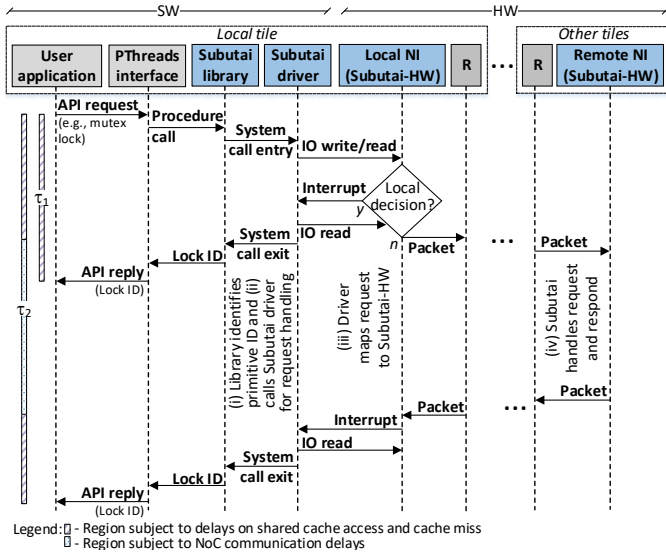 SW
HW
Local tile
Other tiles
User
application
PThreads
interface
Subutai
library
Subutai
driver
Local NI
(Subutai-HW)
R
R
Remote NI
(Subutai-HW)
API request
(e.g., mutex
lock)
Procedure
call
System
call entry
IO write/read
Interrupt
Local
decision?
y
n
IO read
System
call exit
Packet
Packet
Lock ID
API reply
(Lock ID)
τ1
τ2
(i) Library identifies
primitive ID and (ii)
calls Subutai driver
for request handling
(iii) Driver
maps request
to Subutai-HW
(iv) Subutai
handles request
and respond
Packet
Packet
Interrupt
IO read
System
call exit
Lock ID
API reply
(Lock ID)
Legend: - Region subject to delays on shared cache access and cache miss
- Region subject to NoC communication delays